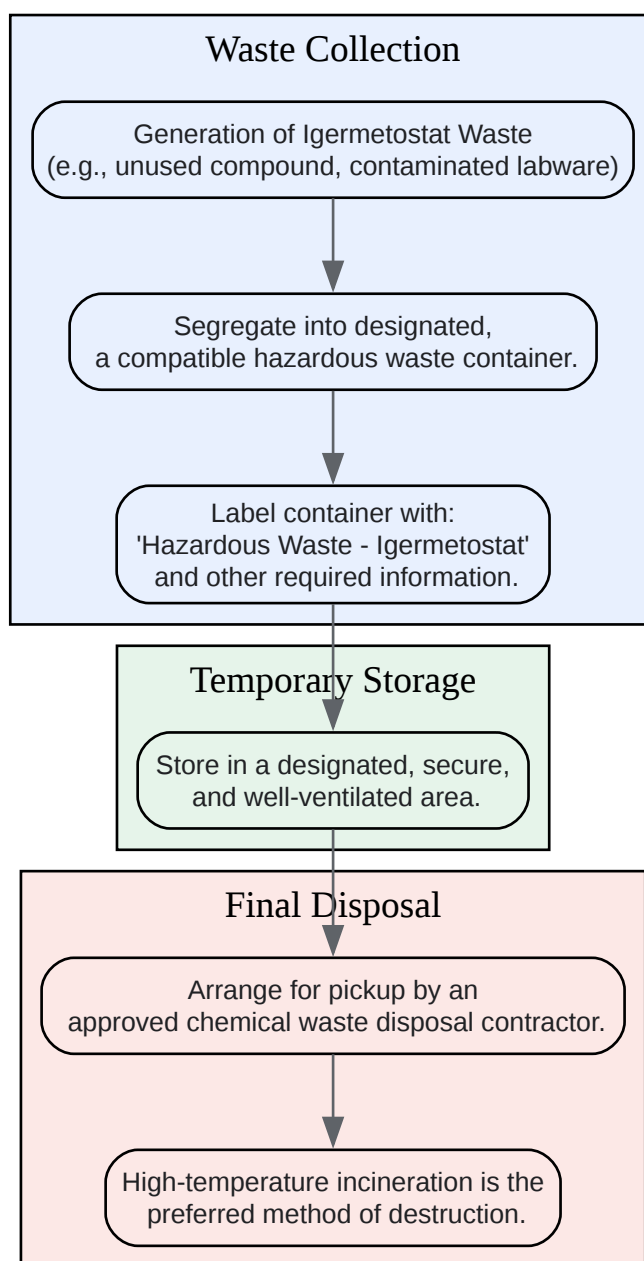 Waste Collection
Generation of Igermetostat Waste
(e.g., unused compound, contaminated labware)
Segregate into designated,
a compatible hazardous waste container.
Label container with:
'Hazardous Waste - Igermetostat'
and other required information.
Temporary Storage
Store in a designated, secure,
and well-ventilated area.
Final Disposal
Arrange for pickup by an
approved chemical waste disposal contractor.
High-temperature incineration is the
preferred method of destruction.